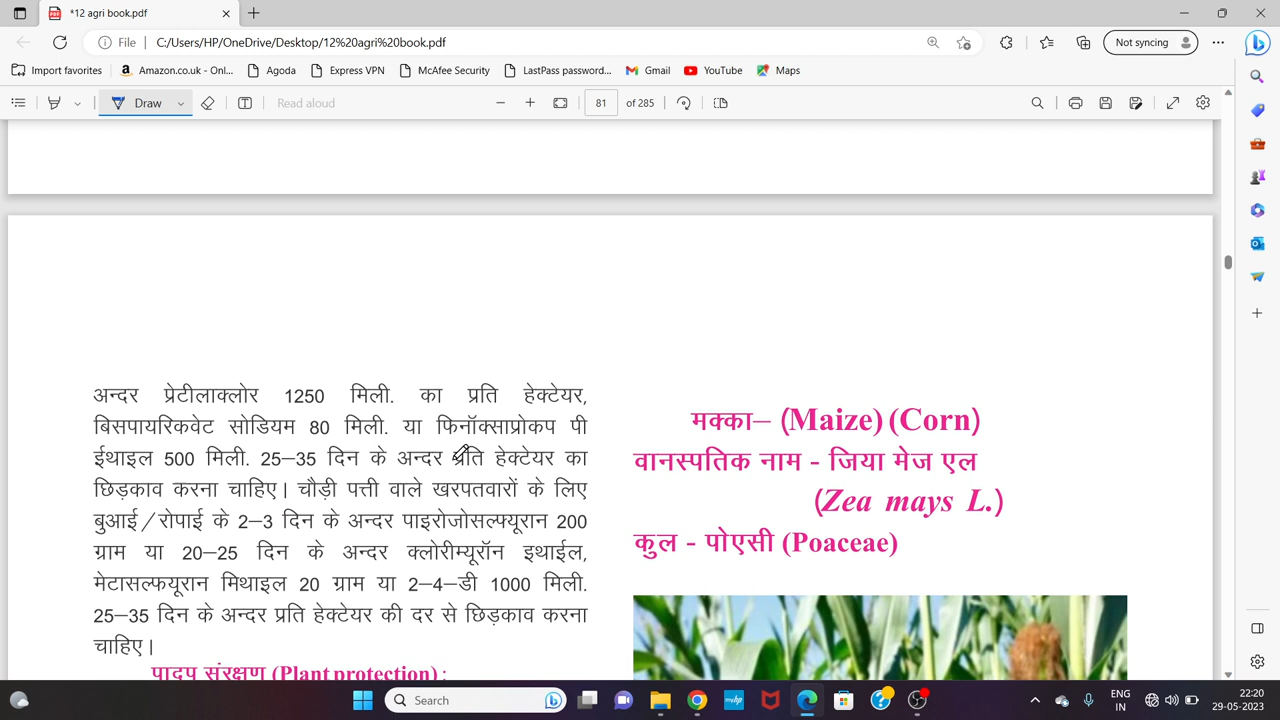 *12 agri book.pdf
File
C:/Users/HP/OneDrive/Desktop/12%20agri%20book.pdf
Not syncing
Import favorites
Amazon.co.uk - Onl...
Agoda
Express VPN
McAfee Security
LastPass password...
Gmail
YouTube
Maps
Draw
Read aloud
81 of 285
अन्दर प्रेटीलाक्लोर 1250 मिली. का प्रति हेक्टेयर,
बिसपायरिकवेट सोडियम 80 मिली. या फिनॉक्साप्रोकप पी
ईथाइल 500 मिली. 25–35 दिन के अन्दर प्रति हेक्टेयर का
छिड़काव करना चाहिए। चौड़ी पत्ती वाले खरपतवारों के लिए
बुआई/रोपाई के 2–3 दिन के अन्दर पाइरोजोसल्फ्यूरान 200
ग्राम या 20–25 दिन के अन्दर क्लोरीम्यूरॉन इथाईल,
मेटासल्फयूरान मिथाइल 20 ग्राम या 2–4–डी 1000 मिली.
25–35 दिन के अन्दर प्रति हेक्टेयर की दर से छिड़काव करना
चाहिए।
पादप संरक्षण (Plant protection) :
मक्का– (Maize) (Corn)
वानस्पतिक नाम - जिया मेज एल
(Zea mays L.)
कुल - पोएसी (Poaceae)
Search
ENG
IN
22:20
29-05-2023